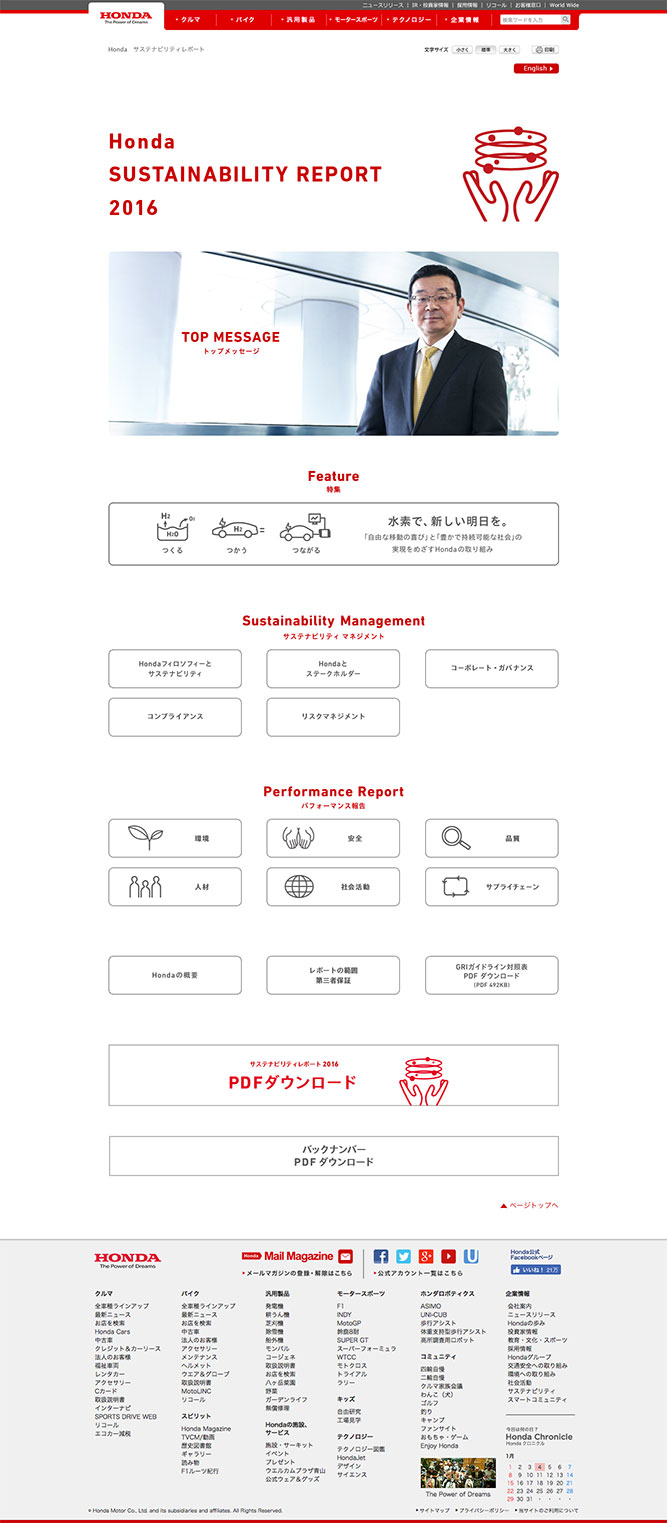 ニュースリリース | IR・投資家情報 | 採用情報 | リコール | お客様窓口 | World Wide
HONDA
The Power of Dreams
クルマ
バイク
汎用製品
モータースポーツ
テクノロジー
企業情報
検索ワードを入力
Honda サステナビリティレポート
文字サイズ 小さく 標準 大きく 印刷
English
Honda
SUSTAINABILITY REPORT
2016
TOP MESSAGE
トップメッセージ
Feature
特集
H2
O2
H2O
H2
つくる
つかう
つながる
水素で、新しい明日を。
「自由な移動の喜び」と「豊かで持続可能な社会」の
実現をめざすHondaの取り組み
Sustainability Management
サステナビリティ マネジメント
Hondaフィロソフィーと
サステナビリティ
Hondaと
ステークホルダー
コーポレート・ガバナンス
コンプライアンス
リスクマネジメント
Performance Report
パフォーマンス報告
環境
安全
品質
人材
社会活動
サプライチェーン
Hondaの概要
レポートの範囲
第三者保証
GRIガイドライン対照表
PDF ダウンロード
(PDF 492KB)
サステナビリティレポート 2016
PDFダウンロード
バックナンバー
PDF ダウンロード
ページトップへ
HONDA
The Power of Dreams
Honda Mail Magazine
メールマガジンの登録・解除はこちら
公式アカウント一覧はこちら
Honda公式
Facebookページ
いいね! 21万
クルマ
全車種ラインアップ
最新ニュース
お店を検索
Honda Cars
中古車
クレジット＆カーリース
法人のお客様
福祉車両
レンタカー
アクセサリー
Cカード
取扱説明書
インターナビ
SPORTS DRIVE WEB
リコール
エコカー減税
バイク
全車種ラインアップ
最新ニュース
お店を検索
中古車
法人のお客様
アクセサリー
メンテナンス
ヘルメット
ウエア＆グローブ
取扱説明書
MotoLINC
リコール
スピリット
Honda Magazine
TVCM/動画
歴史図書館
ギャラリー
読み物
F1ルーツ紀行
汎用製品
発電機
耕うん機
芝刈機
除雪機
船外機
モンパル
コージェネ
取扱説明書
お店を検索
八ヶ岳菜園
野菜
ガーデンライフ
無償修理
Hondaの施設、
サービス
施設・サーキット
イベント
プレゼント
ウエルカムプラザ青山
公式ウェア＆グッズ
モータースポーツ
F1
INDY
MotoGP
鈴鹿8耐
SUPER GT
スーパーフォーミュラ
WTCC
モトクロス
トライアル
ラリー
キッズ
自由研究
工場見学
テクノロジー
テクノロジー図鑑
HondaJet
デザイン
サイエンス
ホンダロボティクス
ASIMO
UNI-CUB
歩行アシスト
体重支持型歩行アシスト
高所調査用ロボット
コミュニティ
四輪自慢
二輪自慢
クルマ家族会議
わんこ（犬）
ゴルフ
釣り
キャンプ
ファンサイト
おもちゃ・ゲーム
Enjoy Honda
The Power of Dreams
企業情報
会社案内
ニュースリリース
Hondaの歩み
投資家情報
教育・文化・スポーツ
採用情報
Hondaグループ
交通安全への取り組み
環境への取り組み
社会活動
サステナビリティ
スマートコミュニティ
今日は何の日？
Honda Chronicle
Honda クロニクル
1月
1 2 3 4 5 6 7
8 9 10 11 12 13 14
15 16 17 18 19 20 21
22 23 24 25 26 27 28
29 30 31 ・ ・ ・ ・
Honda Motor Co., Ltd. and its subsidiaries and affiliates. All Rights Reserved.
サイトマップ プライバシーポリシー 当サイトのご利用について